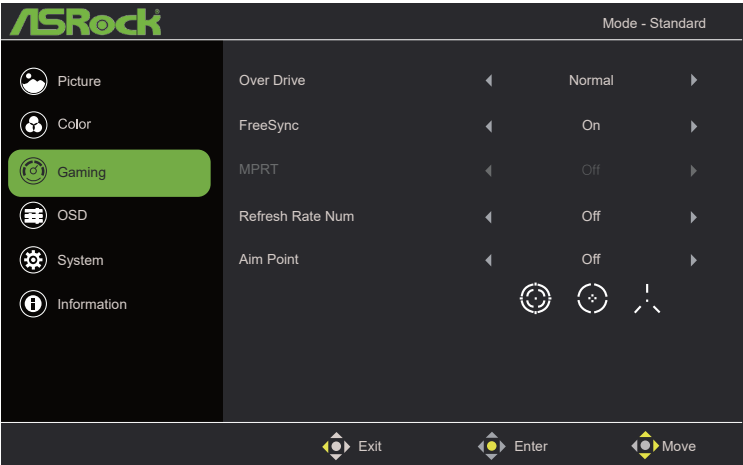 ASRock
Mode - Standard
Picture
Over Drive Normal
Color
FreeSync On
Gaming
MPRT Off
OSD
Refresh Rate Num Off
System
Aim Point Off
Information
Exit Enter Move